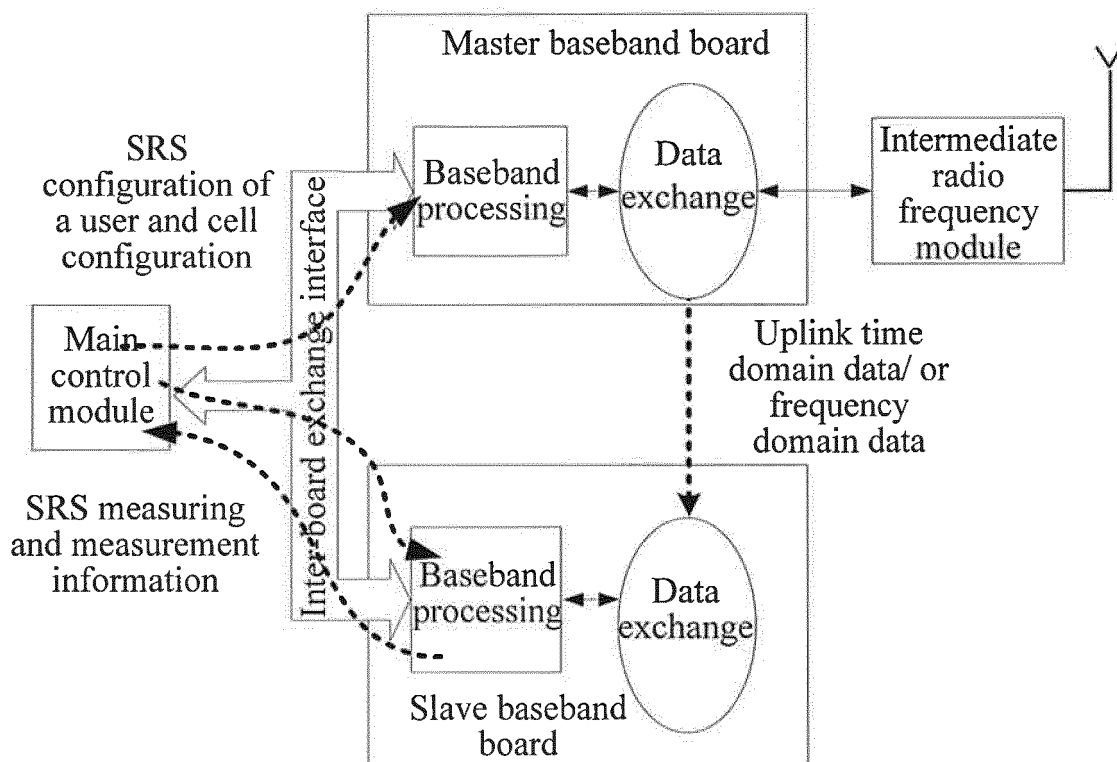 Master baseband board
SRS
configuration of
a user and cell
configuration
Baseband
processing
Data
exchange
Intermediate
radio
frequency
module
Inter-board exchange interface
Main
control
module
Uplink time
domain data/ or
frequency
domain data
SRS measuring
and measurement
information
Baseband
processing
Data
exchange
Slave baseband
board